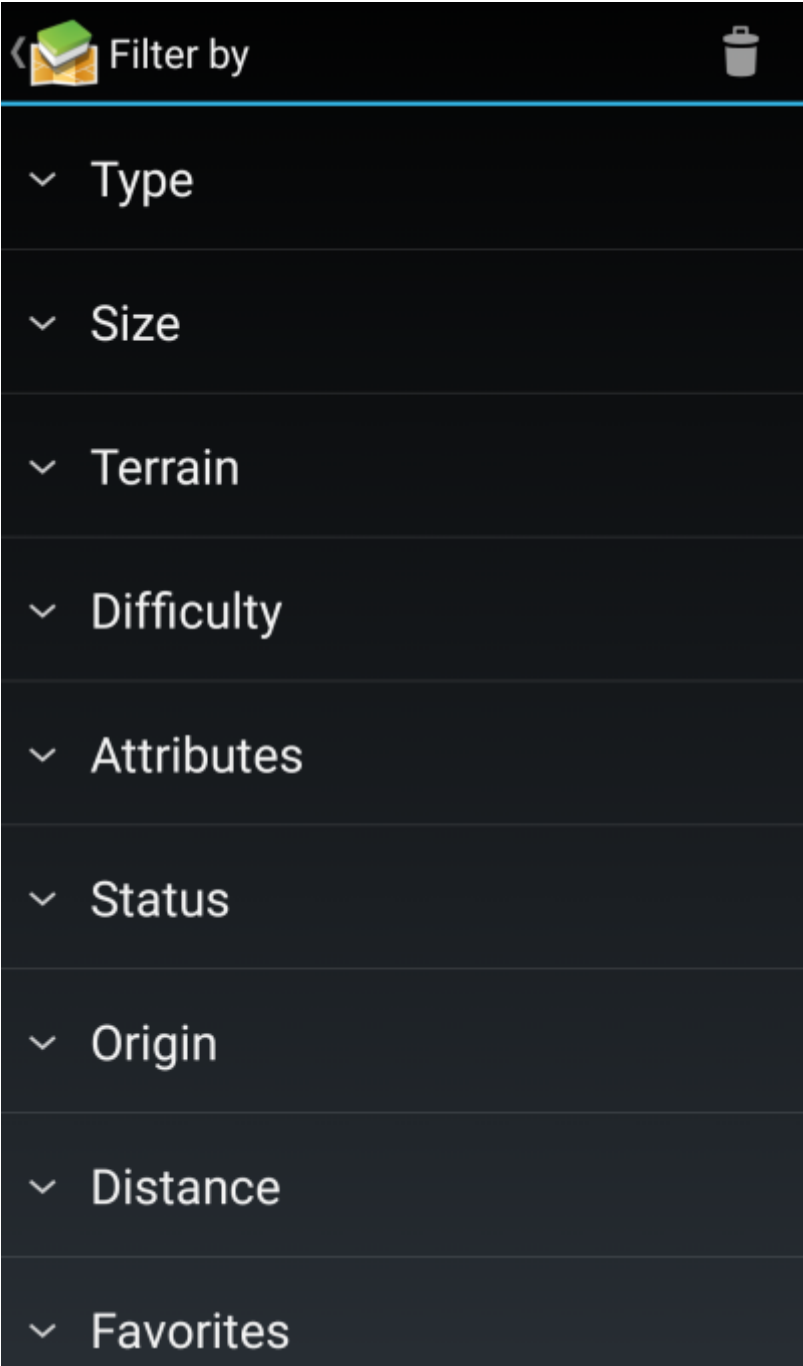 Filter by
Type
Size
Terrain
Difficulty
Attributes
Status
Origin
Distance
Favorites